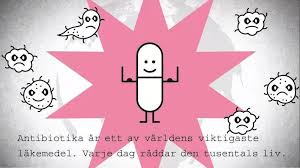 Antibiotika är ett av världens viktigaste
läkemedel. Varje dag räddar den tusentals liv.